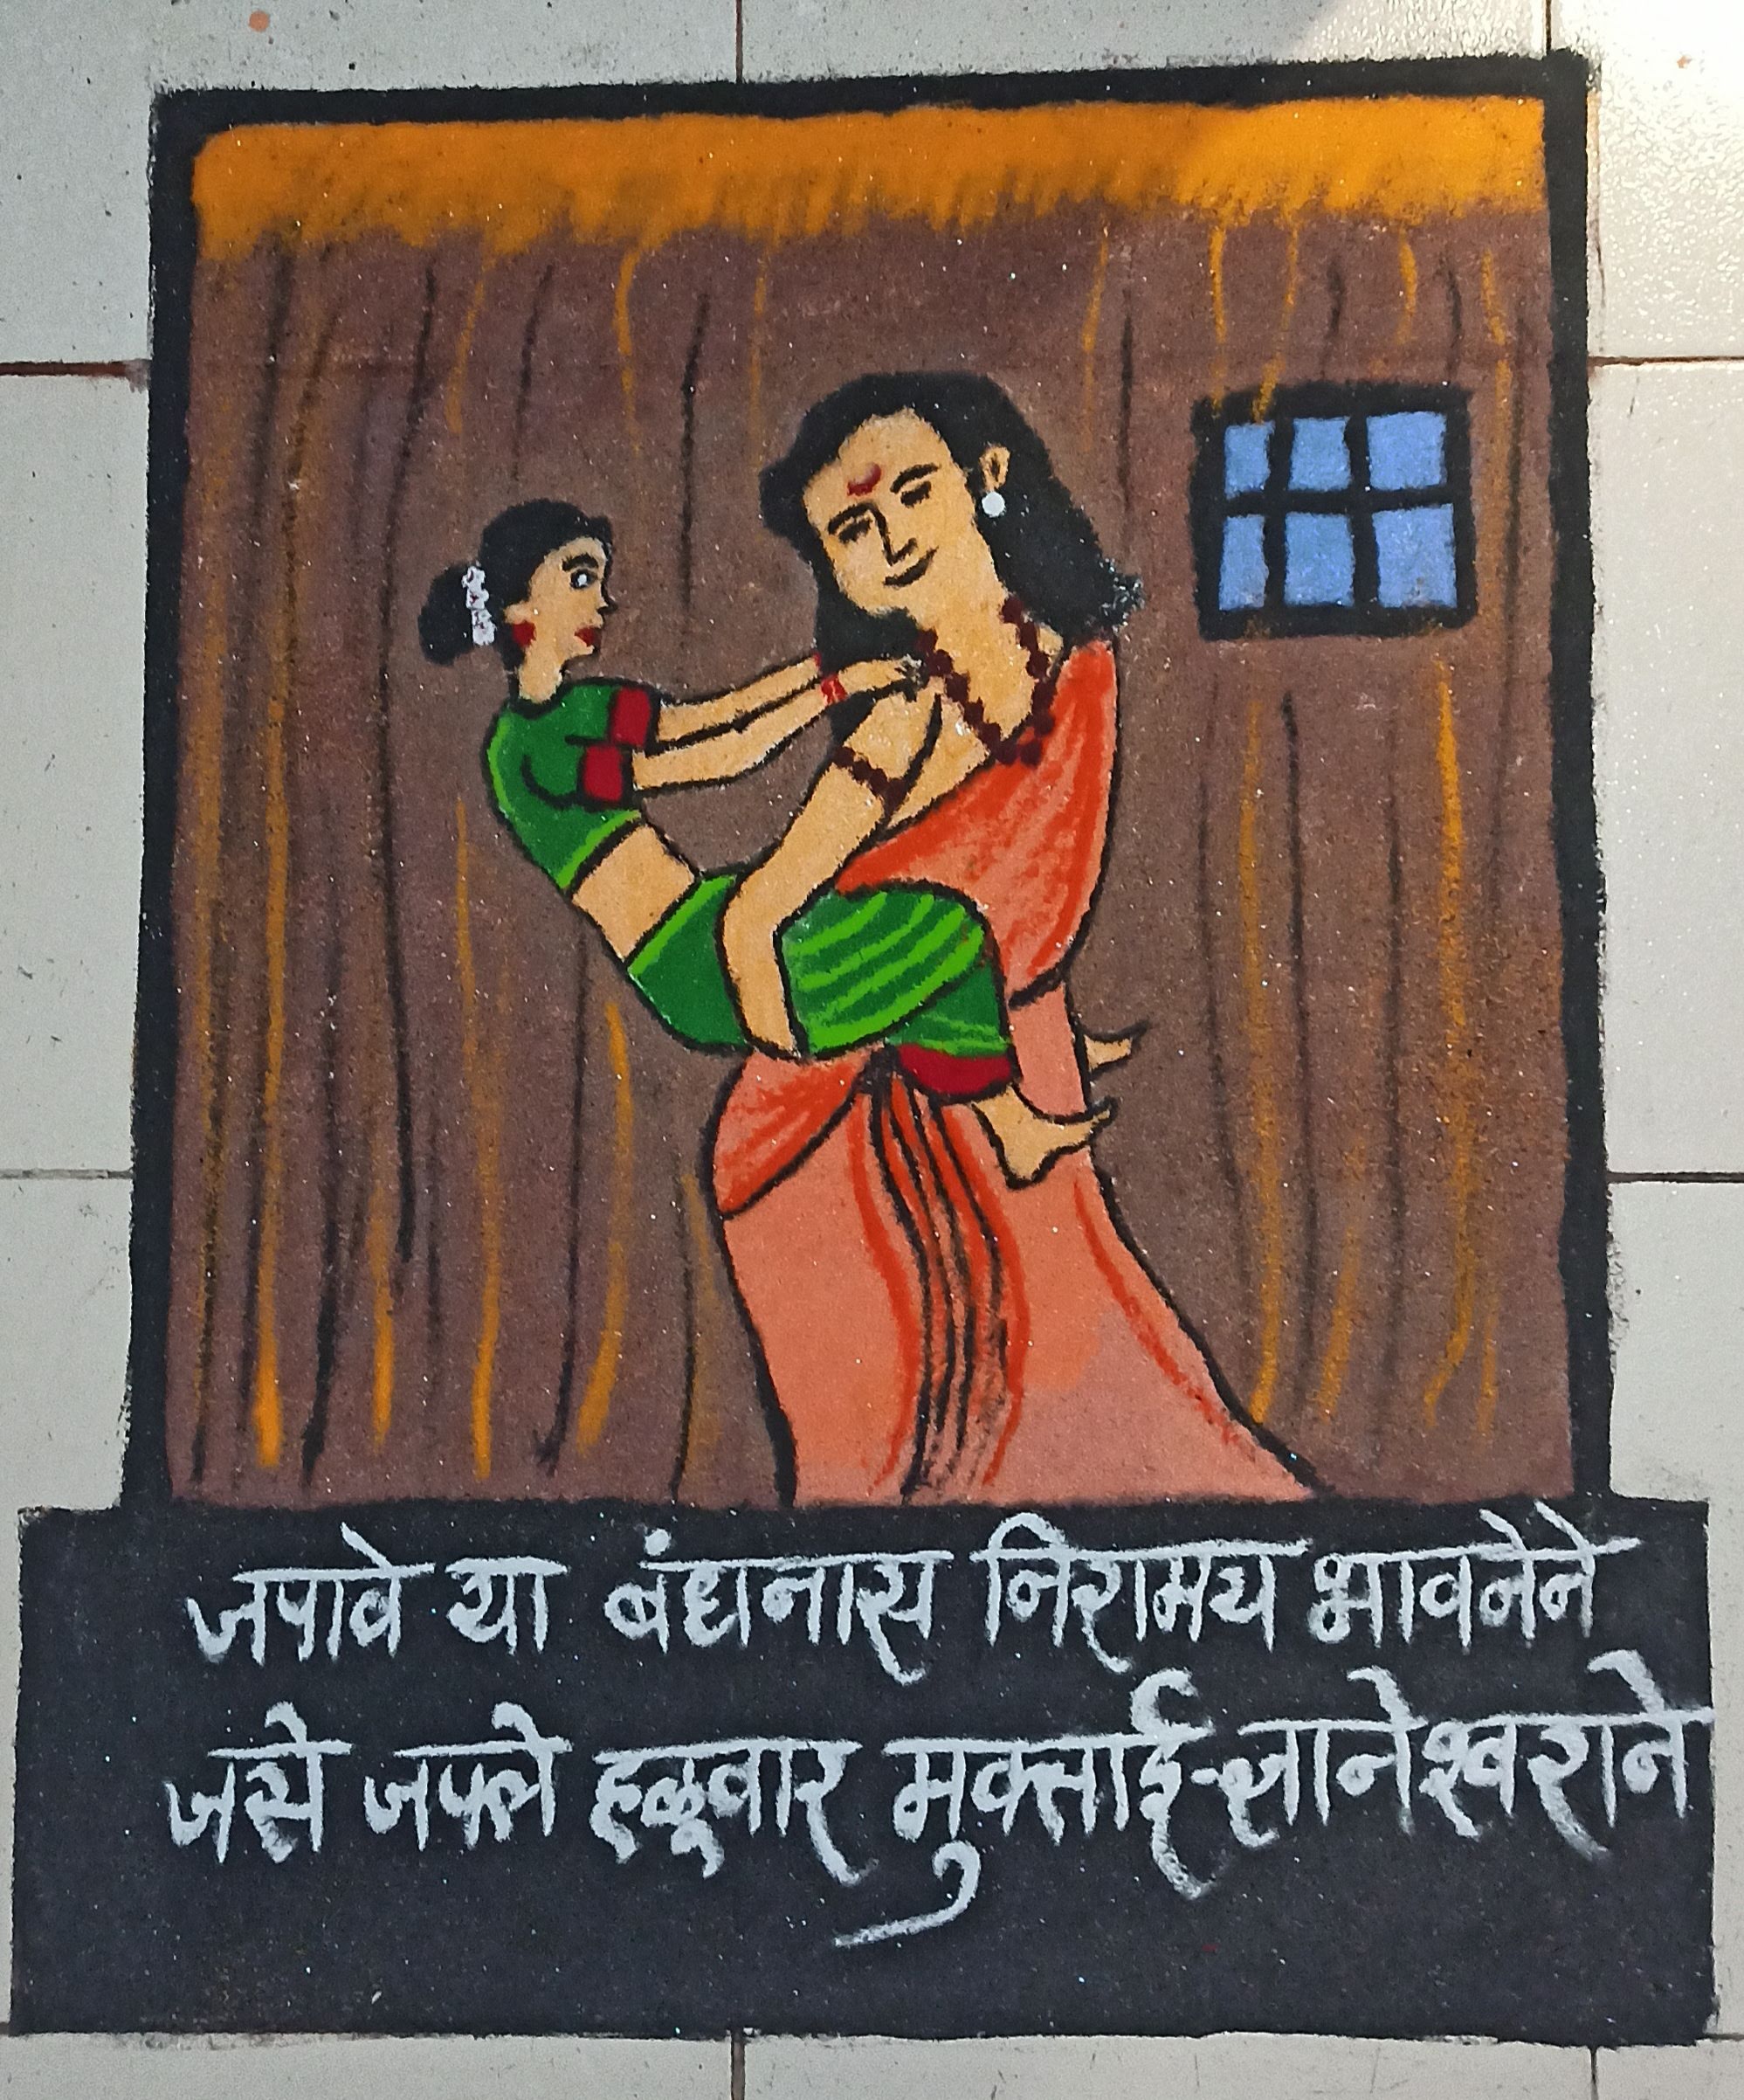 जपावे या बंधनास निरामय भावनेने
जसे जपले हळूवार मुक्ताई-ज्ञानेश्वराने